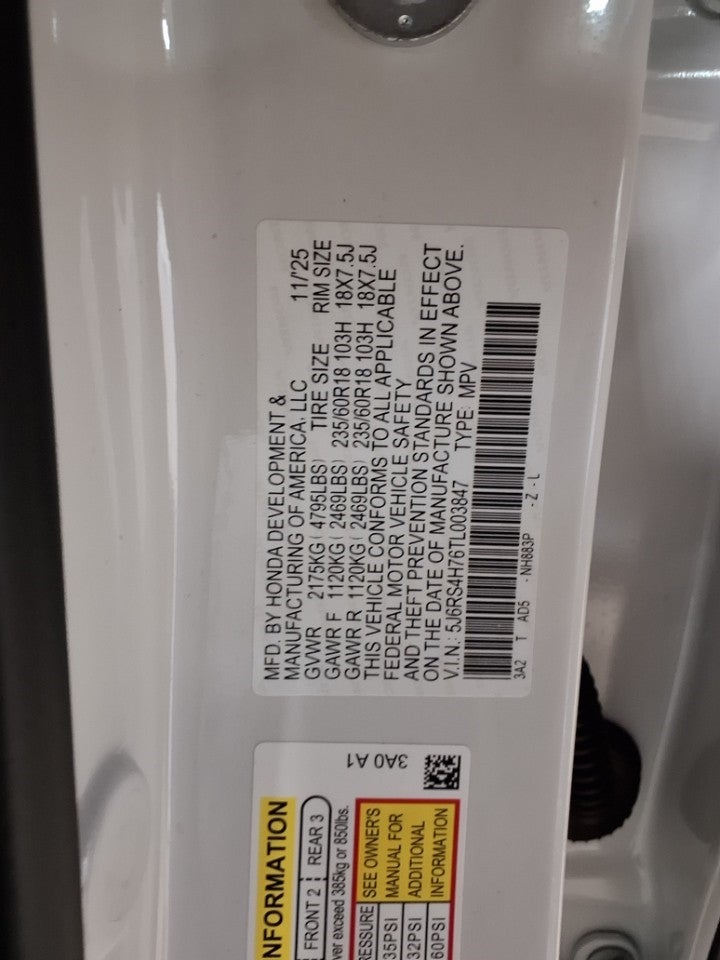 MFD. BY HONDA DEVELOPMENT &
MANUFACTURING OF AMERICA, LLC 11/'25
GVWR 2175KG ( 4795LBS) TIRE SIZE RIM SIZE
GAWR F 1120KG ( 2469LBS) 235/60R18 103H 18X7.5J
GAWR R 1120KG ( 2469LBS) 235/60R18 103H 18X7.5J
THIS VEHICLE CONFORMS TO ALL APPLICABLE
FEDERAL MOTOR VEHICLE SAFETY
AND THEFT PREVENTION STANDARDS IN EFFECT
ON THE DATE OF MANUFACTURE SHOWN ABOVE.
V.I.N.: 5J6RS4H76TL003847 TYPE: MPV
3A2 T AD5 - NH883P - Z - L
3A0 A1
NFORMATION
FRONT 2 REAR 3
ver exceed 385kg or 850lbs.
ESSURE SEE OWNER'S
35PSI MANUAL FOR
32PSI ADDITIONAL
60PSI INFORMATION